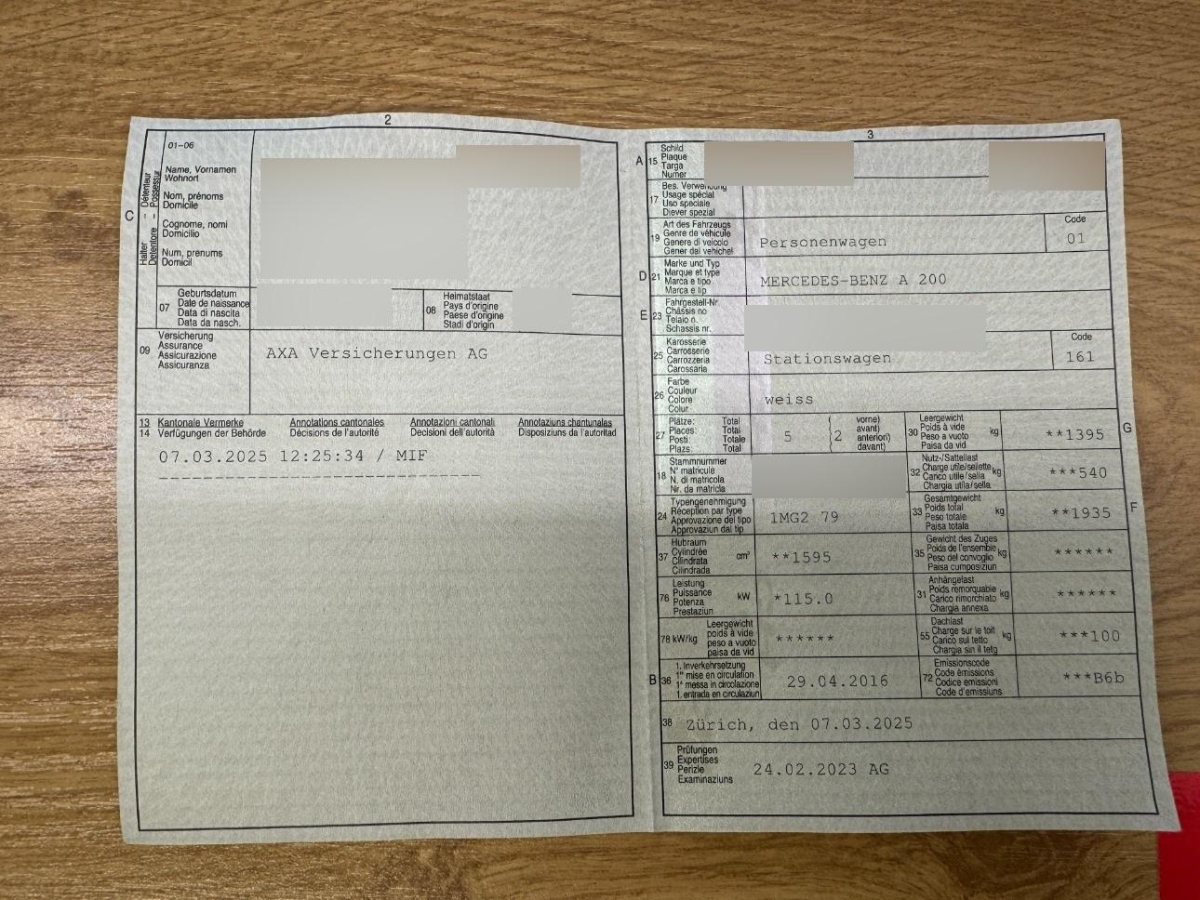 2
01-06
C
Halter Détenteur
Detentore Possessur
Name, Vornamen
Wohnort
Nom, prénoms
Domicile
Cognome, nomi
Domicilio
Num, prenums
Domicil
07
Geburtsdatum
Date de naissance
Data di nascita
Data da nasch.
08
Heimatstaat
Pays d'origine
Paese d'origine
Stadi d'origin
09
Versicherung
Assurance
Assicurazione
Assicuranza
AXA Versicherungen AG
13 Kantonale Vermerke Annotations cantonales Annotazioni cantonali Annotaziuns chantunalas
14 Verfügungen der Behörde Décisions de l'autorité Decisioni dell'autorità Disposiziuns da l'autoritad
07.03.2025 12:25:34 / MIF
3
A 15
Schild
Plaque
Targa
Numer
17
Bes. Verwendung
Usage spécial
Uso speciale
Diever spezial
19
Art des Fahrzeugs
Genre de véhicule
Genere di veicolo
Gener dal vehichel
Personenwagen
Code
01
D 21
Marke und Typ
Marque et type
Marca e tipo
Marca e tip
MERCEDES-BENZ A 200
E 23
Fahrgestell-Nr.
Châssis no
Telaio n.
Schassis nr.
25
Karosserie
Carrosserie
Carrozzeria
Carossaria
Stationswagen
Code
161
26
Farbe
Couleur
Colore
Colur
weiss
27
Plätze: Total
Places: Total
Posti: Totale
Plazs: Total
5
( 2
vorne)
avant)
anteriori)
davant)
30
Leergewicht
Poids à vide
Peso a vuoto
Paisa da vid
kg
**1395
G
18
Stammnummer
N° matricule
N. di matricola
Nr. da matricla
32
Nutz-/Sattellast
Charge utile/sellette
Carico utile/sella
Chargia utila/sella
kg
***540
24
Typengenehmigung
Réception par type
Approvazione del tipo
Approvaziun dal tip
1MG2 79
33
Gesamtgewicht
Poids total
Peso totale
Paisa totala
kg
**1935
F
37
Hubraum
Cylindrée
Cilindrata
Cilindrada
cm³
**1595
35
Gewicht des Zuges
Poids de l'ensemble
Peso del convoglio
Paisa cumposiziun
kg
******
76
Leistung
Puissance
Potenza
Prestaziun
kW
*115.0
31
Anhängelast
Poids remorquable
Carico rimorchiato
Chargia annexa
kg
******
78 kW/kg
Leergewicht
poids à vide
peso a vuoto
paisa da vid
******
55
Dachlast
Charge sur le toit
Carico sul tetto
Chargia sin il tetg
kg
***100
B 36
1. Inverkehrsetzung
1re mise en circulation
1a messa in circolazione
1. entrada en circulaziun
29.04.2016
72
Emissionscode
Code émissions
Codice emissioni
Code d'emissiuns
***B6b
38
Zürich, den 07.03.2025
39
Prüfungen
Expertises
Perizie
Examinaziuns
24.02.2023 AG